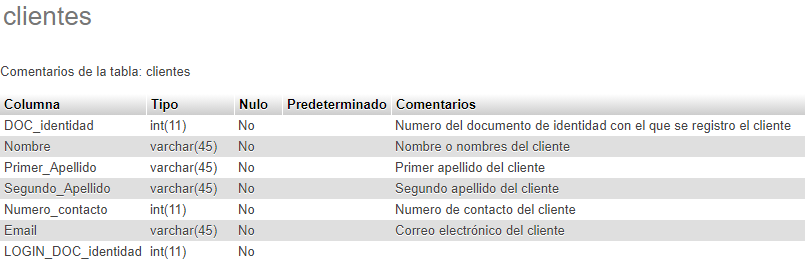 clientes
Comentarios de la tabla: clientes
Columna Tipo Nulo Predeterminado Comentarios
DOC_identidad int(11) No Numero del documento de identidad con el que se registro el cliente
Nombre varchar(45) No Nombre o nombres del cliente
Primer_Apellido varchar(45) No Primer apellido del cliente
Segundo_Apellido varchar(45) No Segundo apellido del cliente
Numero_contacto int(11) No Numero de contacto del cliente
Email varchar(45) No Correo electrónico del cliente
LOGIN_DOC_identidad int(11) No